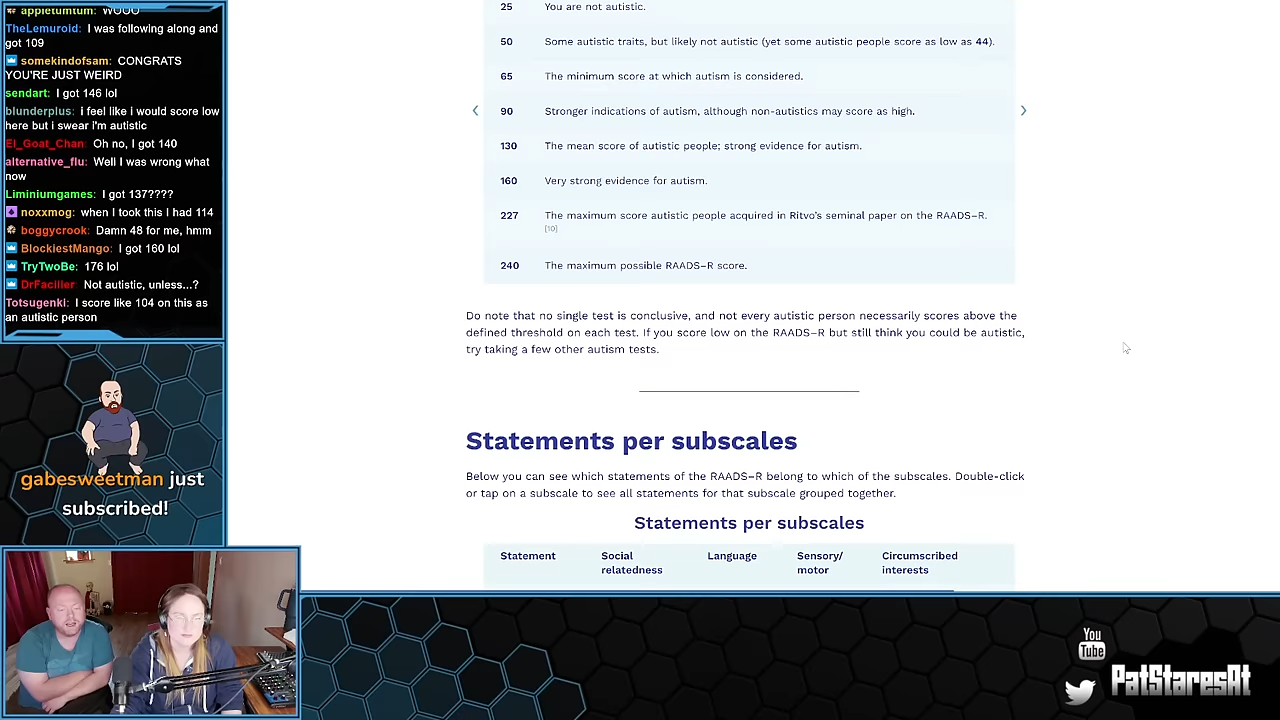 appletumtum: WOOO
TheLemuroid: I was following along and
got 109
somekindofsam: CONGRATS
YOU'RE JUST WEIRD
sendart: I got 146 lol
blunderplus: i feel like i would score low
here but i swear i'm autistic
El_Goat_Chan: Oh no, I got 140
alternative_flu: Well I was wrong what
now
Liminiumgames: I got 137????
noxxmog: when I took this I had 114
boggycrook: Damn 48 for me, hmm
BlockiestMango: I got 160 lol
TryTwoBe: 176 lol
DrFaciller: Not autistic, unless...?
Totsugenki: I score like 104 on this as
an autistic person
gabesweetman just
subscribed!
25 You are not autistic.
50 Some autistic traits, but likely not autistic (yet some autistic people score as low as 44).
65 The minimum score at which autism is considered.
90 Stronger indications of autism, although non-autistics may score as high.
130 The mean score of autistic people; strong evidence for autism.
160 Very strong evidence for autism.
227 The maximum score autistic people acquired in Ritvo's seminal paper on the RAADS–R.
[10]
240 The maximum possible RAADS–R score.
Do note that no single test is conclusive, and not every autistic person necessarily scores above the
defined threshold on each test. If you score low on the RAADS–R but still think you could be autistic,
try taking a few other autism tests.
Statements per subscales
Below you can see which statements of the RAADS–R belong to which of the subscales. Double-click
or tap on a subscale to see all statements for that subscale grouped together.
Statements per subscales
Statement Social Language Sensory/ Circumscribed
relatedness motor interests
You
Tube
PatStaresAt